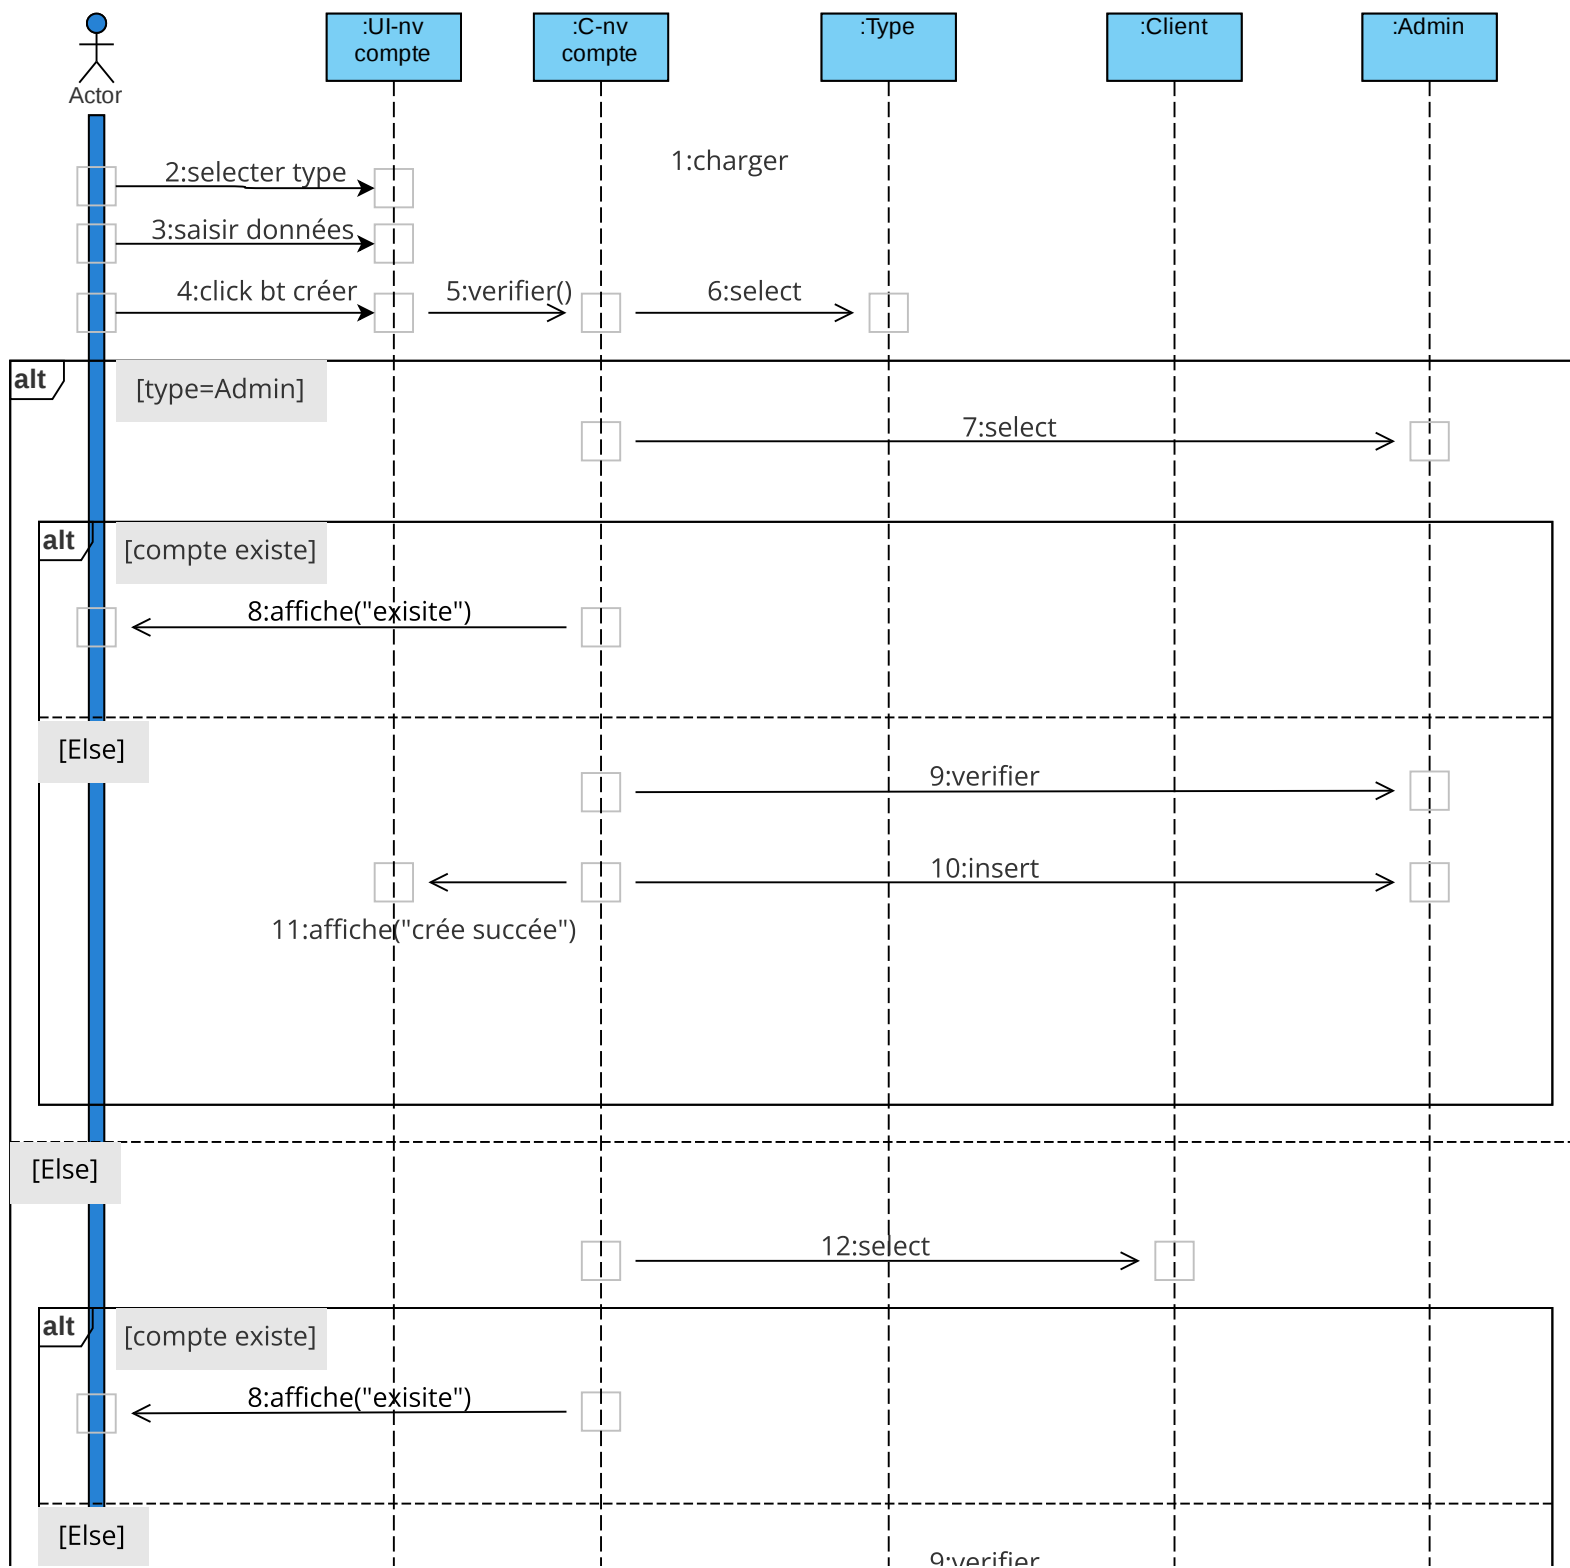 :UI-nv
compte
:C-nv
compte
:Type
:Client
:Admin
Actor
1:charger
2:selecter type
3:saisir données
4:click bt créer
5:verifier()
6:select
alt
[type=Admin]
7:select
alt
[compte existe]
8:affiche("exisite")
[Else]
9:verifier
10:insert
11:affiche("crée succée")
[Else]
12:select
alt
[compte existe]
8:affiche("exisite")
[Else]
9:verifier